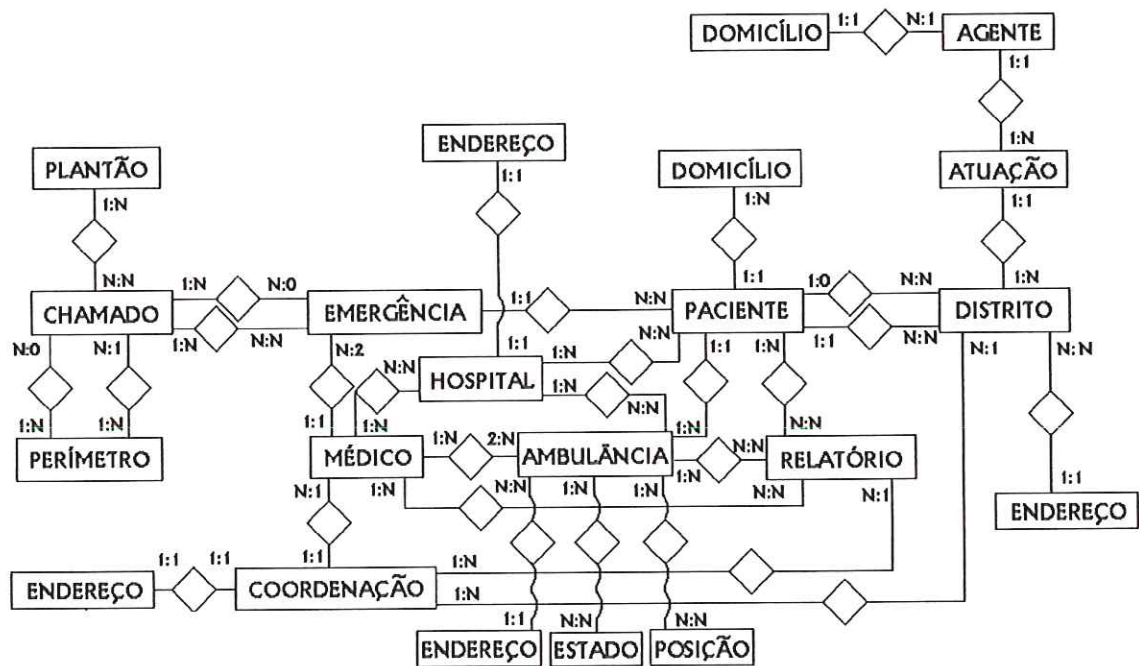 DOMICÍLIO 1:1 N:1 AGENTE
1:1
ENDEREÇO
1:1
PLANTÃO
1:N
DOMICÍLIO
1:N
1:N
ATUAÇÃO
1:1
N:N
CHAMADO
1:N N:0
1:N N:N
EMERGÊNCIA
1:1 N:N
1:1
PACIENTE
1:0 N:N
1:1 N:N
1:N
DISTRITO
N:0 N:1
N:2
1:1
HOSPITAL
N:N
1:N N:N
1:N N:N
1:1 1:N
N:1 N:N
1:N 1:N
PERÍMETRO
1:1 1:N
MÉDICO
1:N 2:N
AMBULÂNCIA
1:N
1:N N:N
N:N
RELATÓRIO
N:1 1:N
N:N 1:N 1:N
N:N N:1
1:1
ENDEREÇO
ENDEREÇO
1:1 1:1
1:1
COORDENAÇÃO
1:N
1:N
1:1 N:N N:N
ENDEREÇO ESTADO POSIÇÃO